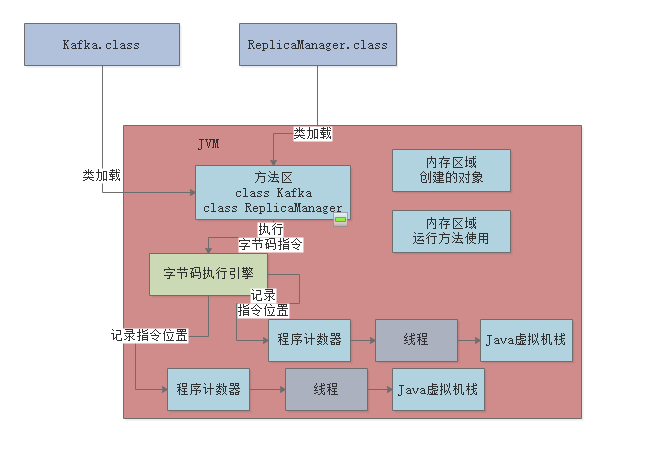 Kafka.class
ReplicaManager.class
JVM
类加载
类加载
方法区
class Kafka
class ReplicaManager
内存区域
创建的对象
内存区域
运行方法使用
执行
字节码指令
字节码执行引擎
记录
指令位置
记录指令位置
程序计数器
线程
Java虚拟机栈
程序计数器
线程
Java虚拟机栈